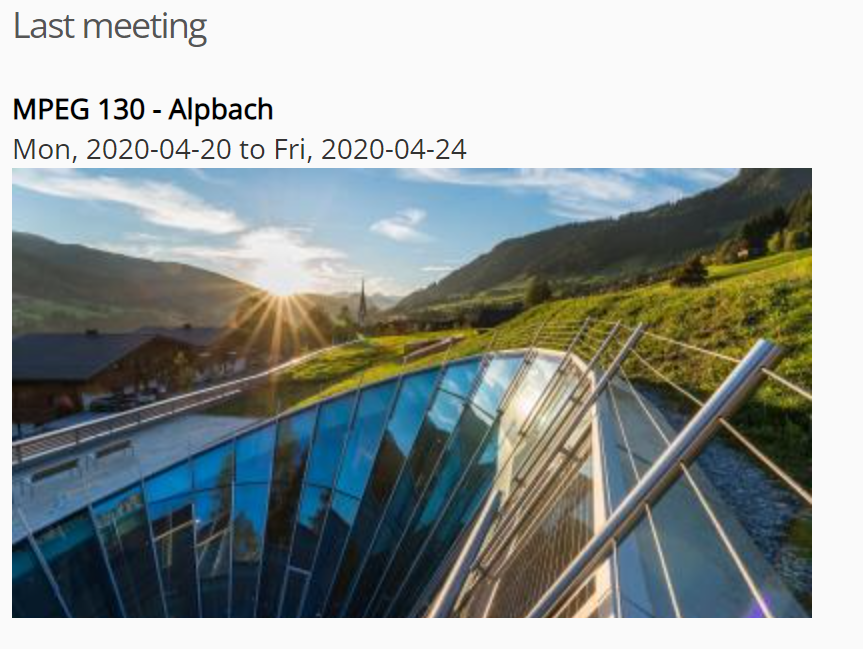 Last meeting
MPEG 130 - Alpbach
Mon, 2020-04-20 to Fri, 2020-04-24